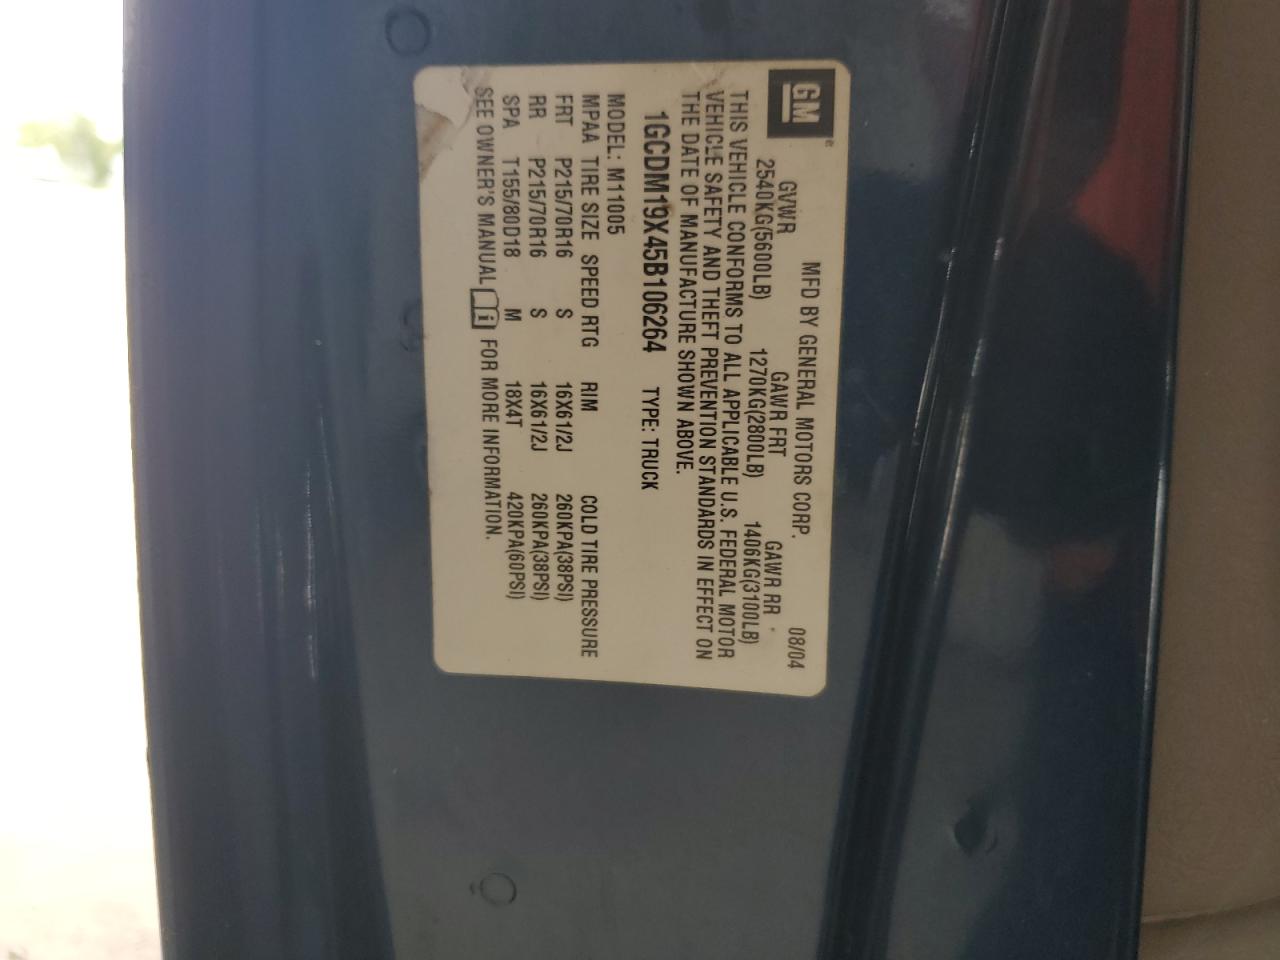 GM®
MFD BY GENERAL MOTORS CORP. 08/04
GVWR GAWR FRT GAWR RR
2540KG(5600LB) 1270KG(2800LB) 1406KG(3100LB)
THIS VEHICLE CONFORMS TO ALL APPLICABLE U.S. FEDERAL MOTOR
VEHICLE SAFETY AND THEFT PREVENTION STANDARDS IN EFFECT ON
THE DATE OF MANUFACTURE SHOWN ABOVE.
1GCDM19X45B106264 TYPE: TRUCK
MODEL: M11005
MPAA TIRE SIZE SPEED RTG RIM COLD TIRE PRESSURE
FRT P215/70R16 S 16X61/2J 260KPA(38PSI)
RR P215/70R16 S 16X61/2J 260KPA(38PSI)
SPA T155/80D18 M 18X4T 420KPA(60PSI)
SEE OWNER'S MANUAL i FOR MORE INFORMATION.